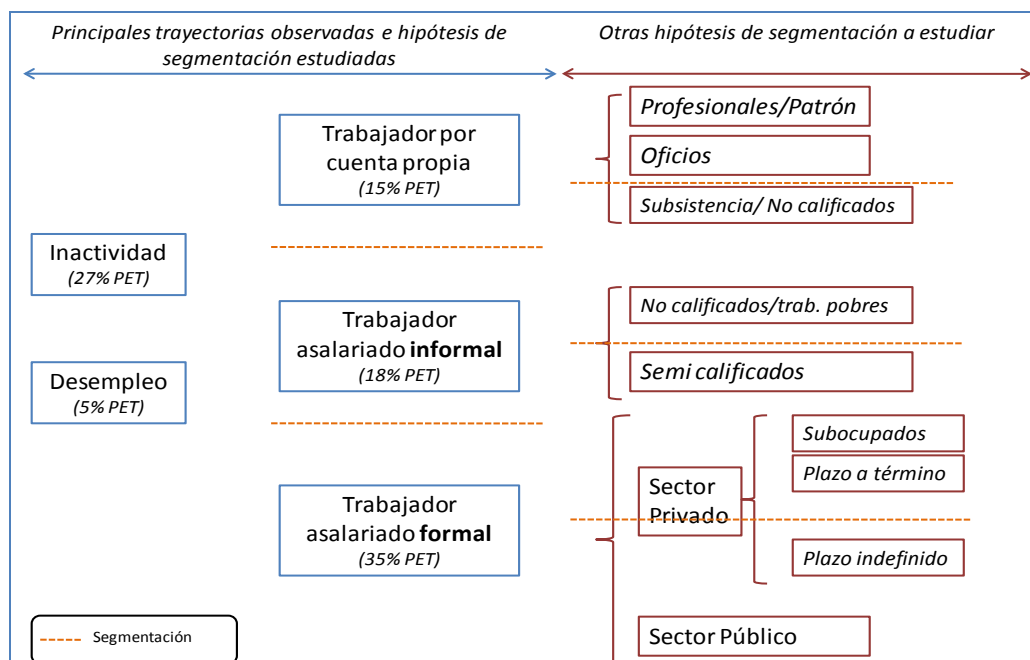 Principales trayectorias observadas e hipótesis de
segmentación estudiadas
Otras hipótesis de segmentación a estudiar
Trabajador por
cuenta propia
(15% PET)
Profesionales/Patrón
Oficios
Subsistencia/ No calificados
Inactividad
(27% PET)
Trabajador
asalariado informal
(18% PET)
No calificados/trab. pobres
Semi calificados
Desempleo
(5% PET)
Trabajador
asalariado formal
(35% PET)
Sector
Privado
Subocupados
Plazo a término
Plazo indefinido
Sector Público
Segmentación